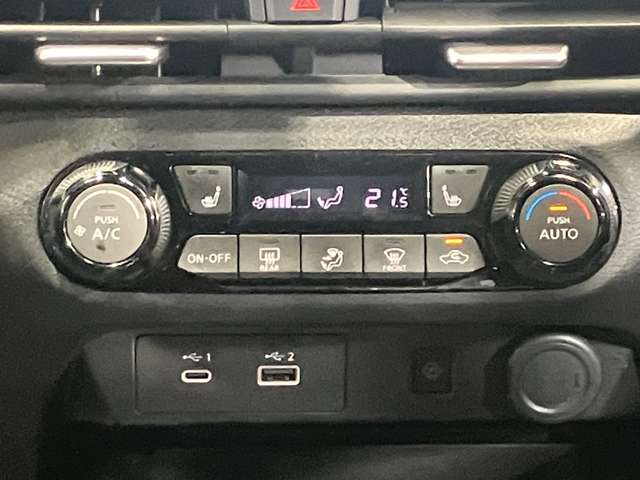 PUSH
A/C
21.5℃
PUSH
AUTO
ON·OFF
REAR
FRONT
1
2